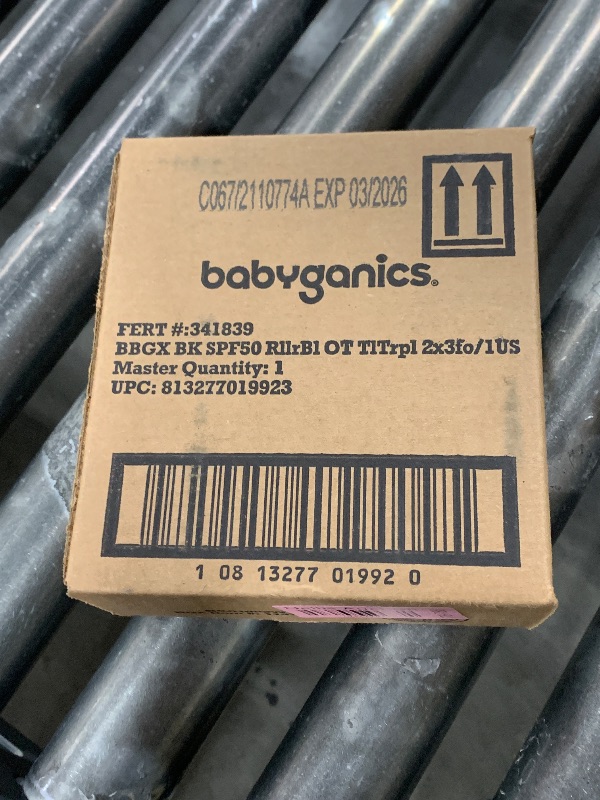 C067/2110774A EXP 03/2026
babyganics®
FERT #:341839
BBGX BK SPF50 RllrBl OT TlTrpl 2x3fo/1US
Master Quantity: 1
UPC: 813277019923
1 08 13277 01992 0